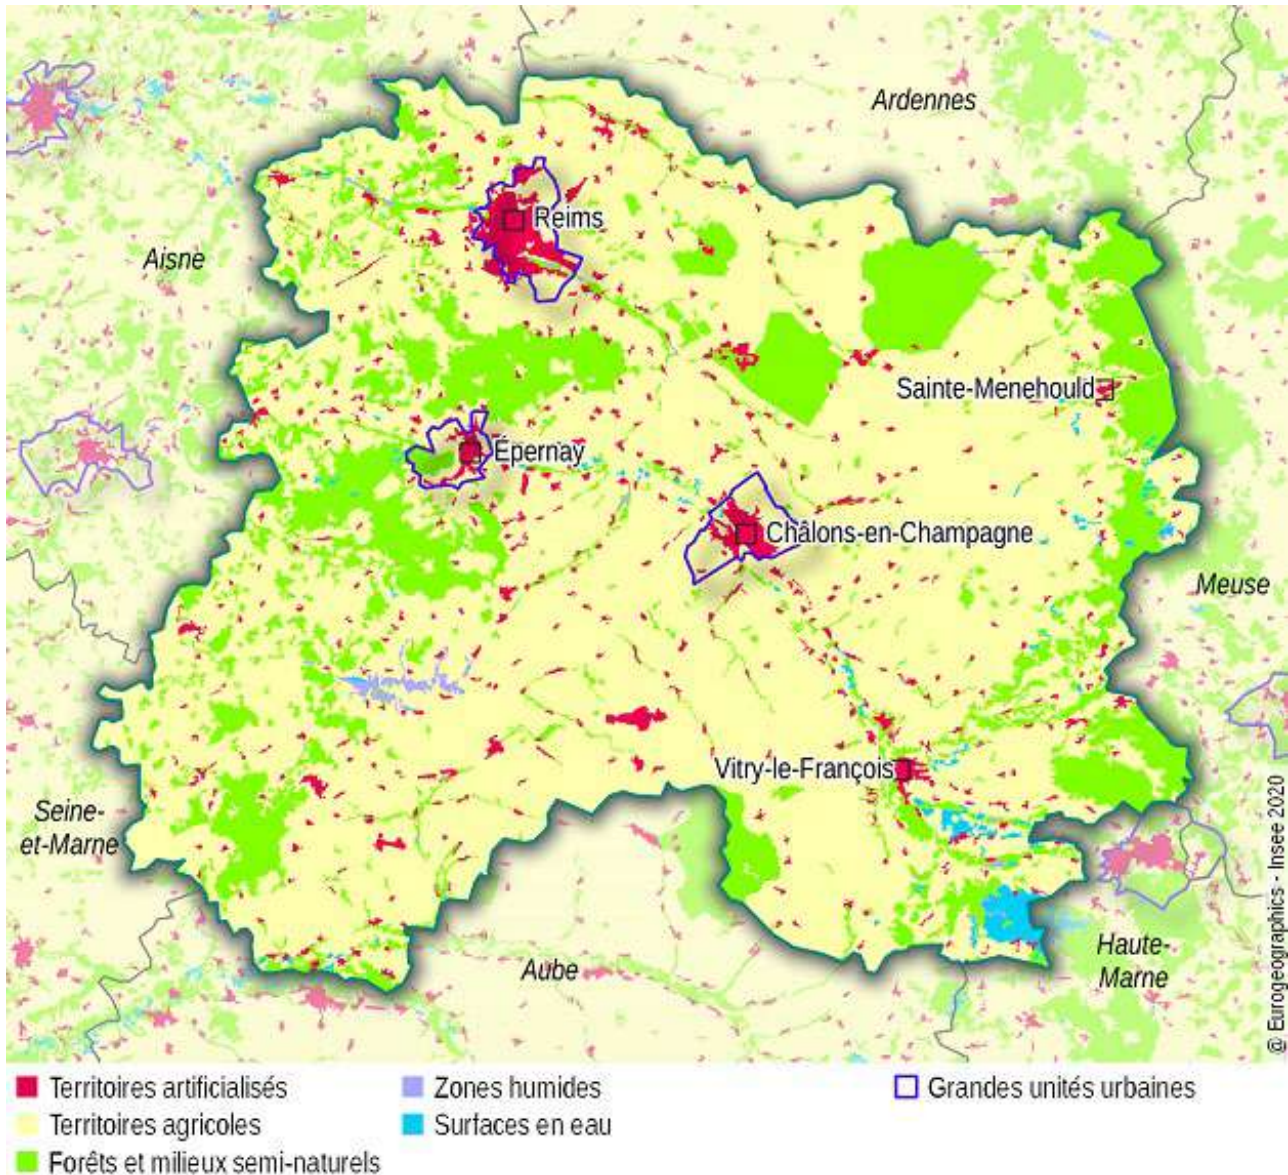 Ardennes
Reims
Aisne
Sainte-Menehould
Épernay
Châlons-en-Champagne
Meuse
Vitry-le-François
Seine-
et-Marne
Haute-
Marne
Aube
@ Eurogeographics - Insee 2020
Territoires artificialisés
Zones humides
Grandes unités urbaines
Territoires agricoles
Surfaces en eau
Forêts et milieux semi-naturels